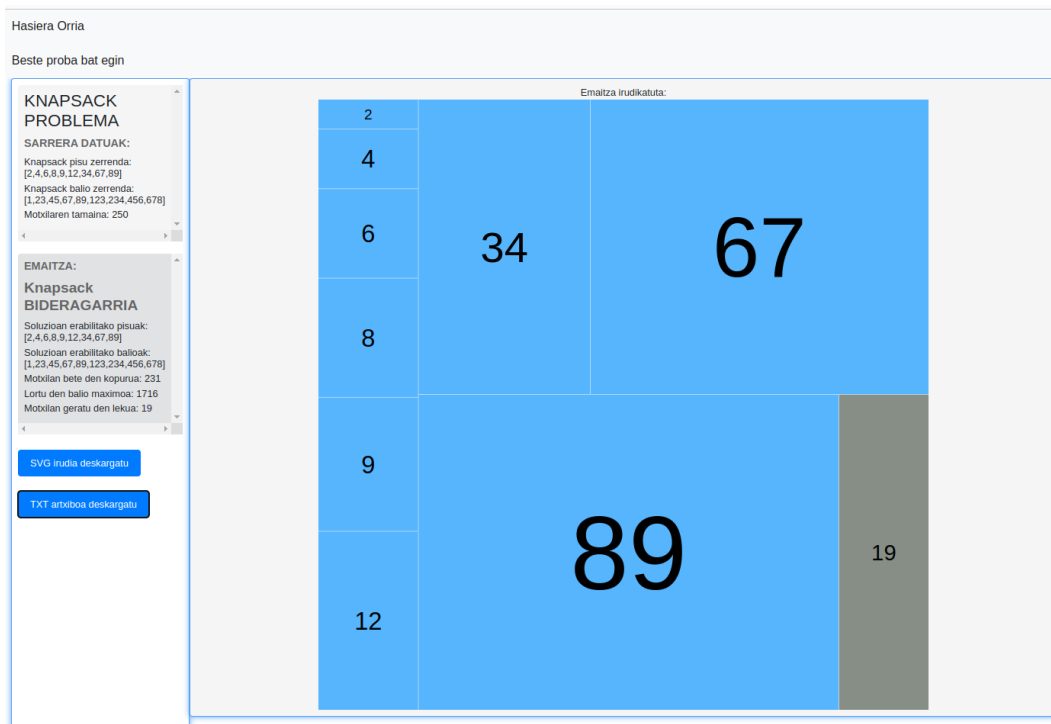 Hasiera Orria
Beste proba bat egin
KNAPSACK
PROBLEMA
SARRERA DATUAK:
Knapsack pisu zerrenda:
[2,4,6,8,9,12,34,67,89]
Knapsack balio zerrenda:
[1,23,45,67,89,123,234,456,678]
Motxilaren tamaina: 250
EMAITZA:
Knapsack
BIDERAGARRIA
Soluzioan erabilitako pisuak:
[2,4,6,8,9,12,34,67,89]
Soluzioan erabilitako balioak:
[1,23,45,67,89,123,234,456,678]
Motxilan bete den kopurua: 231
Lortu den balio maximoa: 1716
Motxilan geratu den lekua: 19
SVG irudia deskargatu
TXT artxiboa deskargatu
Emaitza irudikatuta:
2
4
6
8
9
12
34
67
89
19